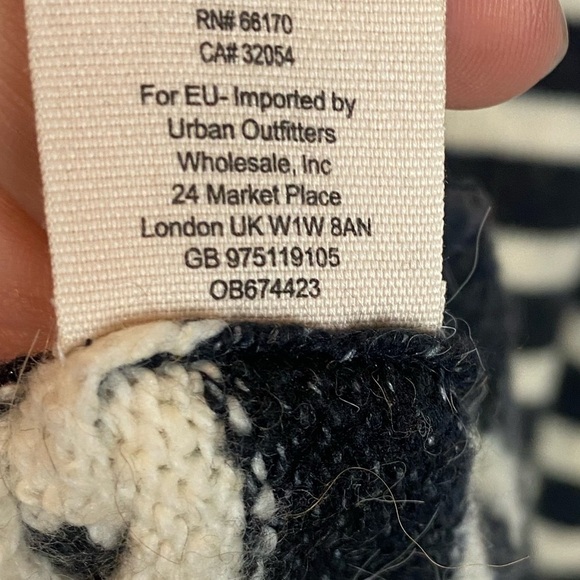 RN# 66170
CA# 32054
For EU- Imported by
Urban Outfitters
Wholesale, Inc
24 Market Place
London UK W1W 8AN
GB 975119105
OB674423